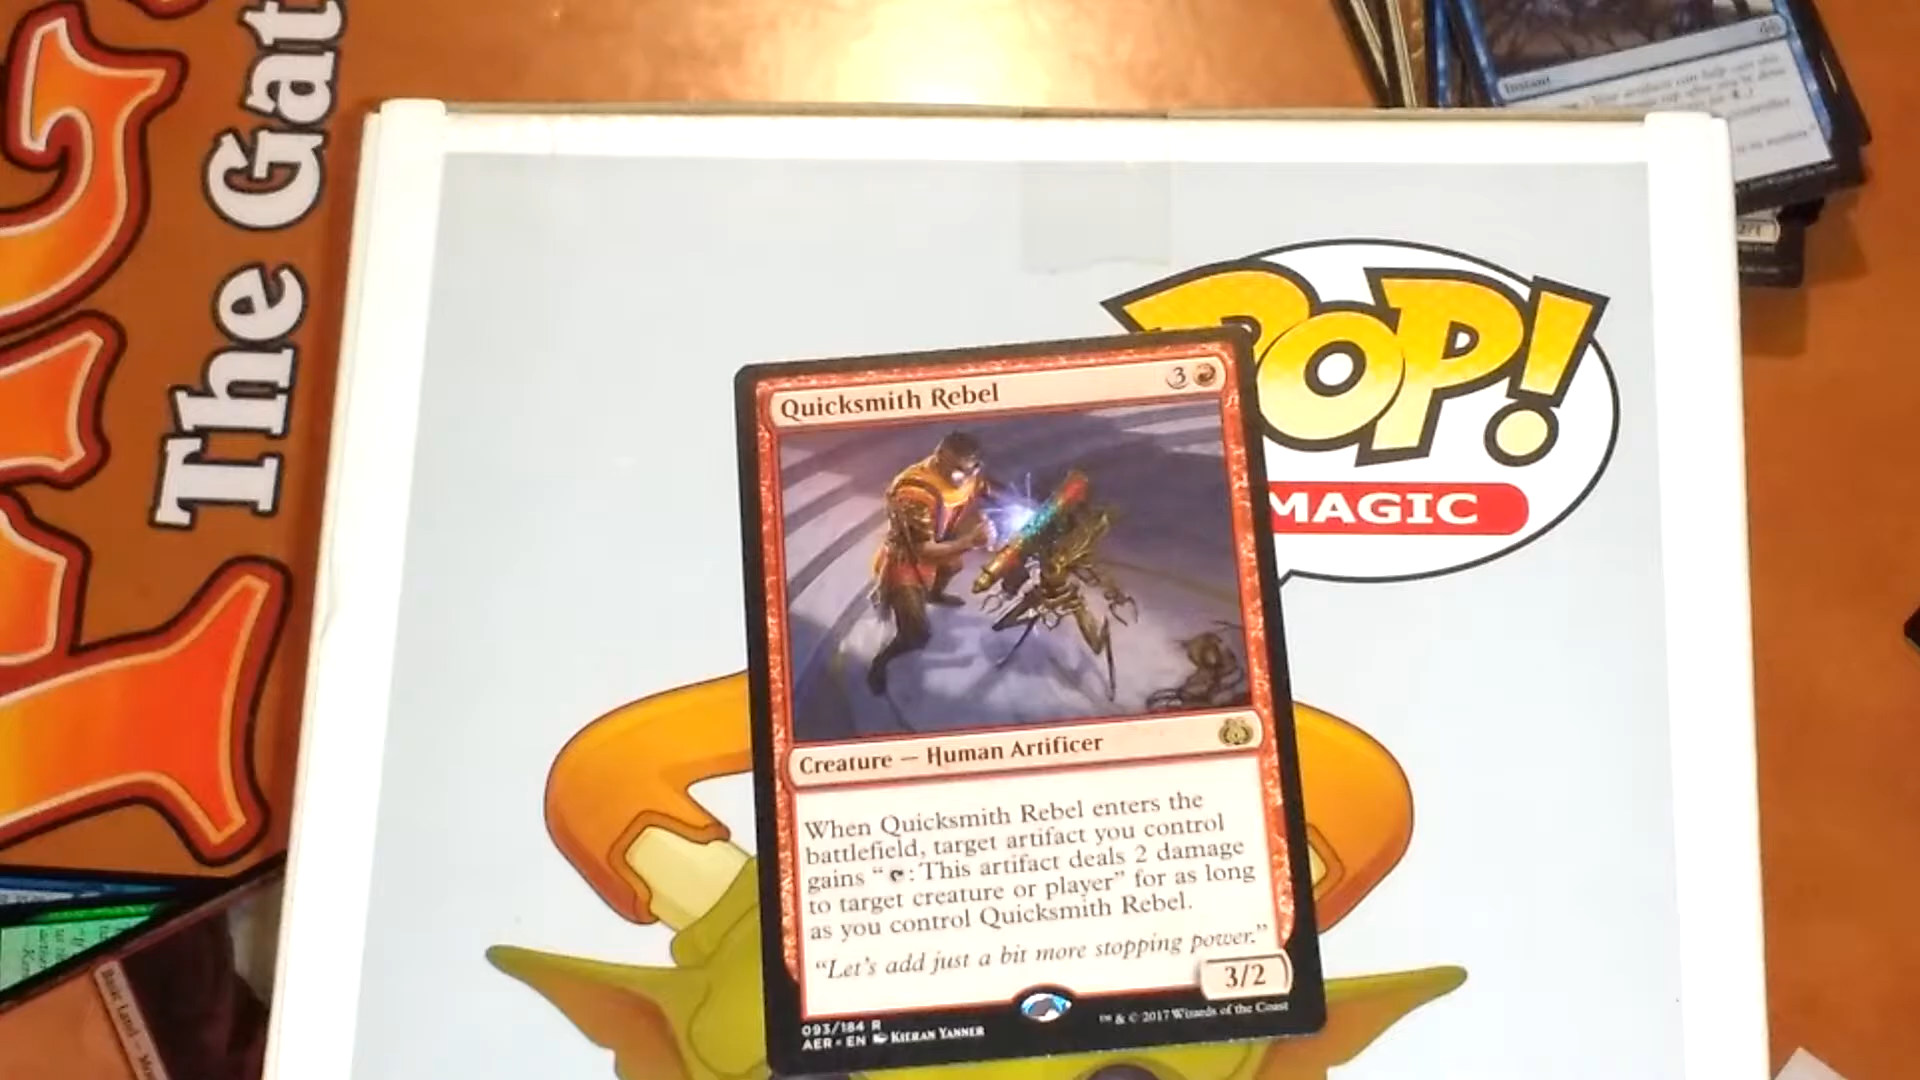 The Gat
Instant
POP!
MAGIC
Quicksmith Rebel
3
Creature — Human Artificer
When Quicksmith Rebel enters the
battlefield, target artifact you control
gains “ : This artifact deals 2 damage
to target creature or player” for as long
as you control Quicksmith Rebel.
“Let's add just a bit more stopping power.”
3/2
093/184 R
AER • EN KIERAN YANNER
™ & © 2017 Wizards of the Coast
Basic Land